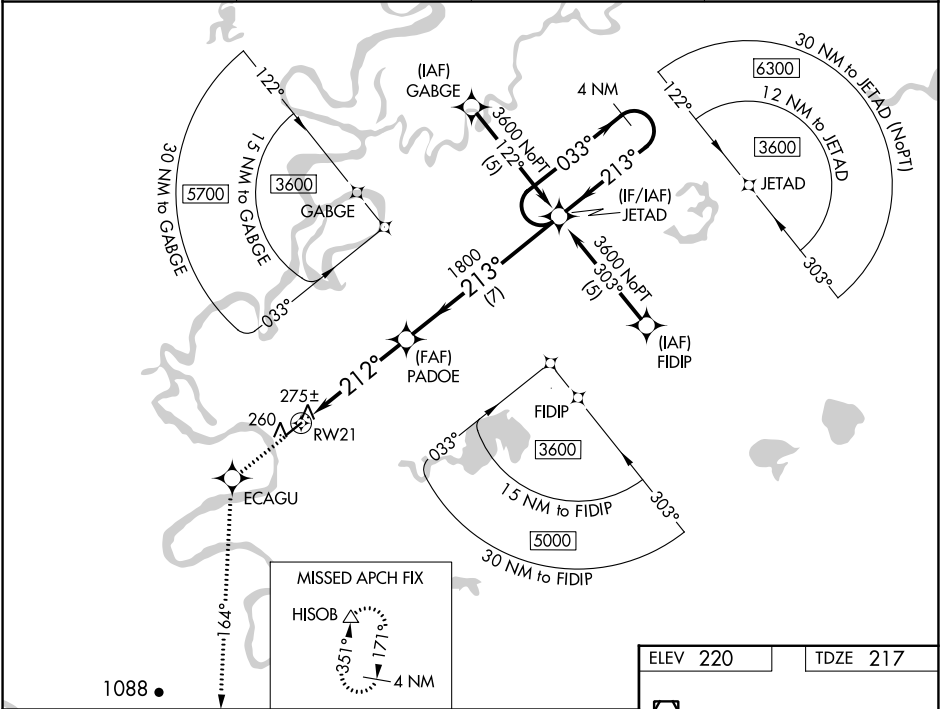 122°
15 NM to GABGE
30 NM to GABGE
5700
3600
GABGE
033°
(IAF)
GABGE
3600 NoPT
122°
(5)
4 NM
033°
213°
(IF/IAF)
JETAD
30 NM to JETAD (NoPT)
6300
12 NM to JETAD
3600
122°
JETAD
303°
1800
213°
(7)
3600 NoPT
303°
(5)
(IAF)
FIDIP
(FAF)
PADOE
212°
275±
260
RW21
ECAGU
164°
FIDIP
033°
3600
303°
15 NM to FIDIP
5000
30 NM to FIDIP
MISSED APCH FIX
HISOB
351°
171°
4 NM
1088
ELEV 220
TDZE 217
D